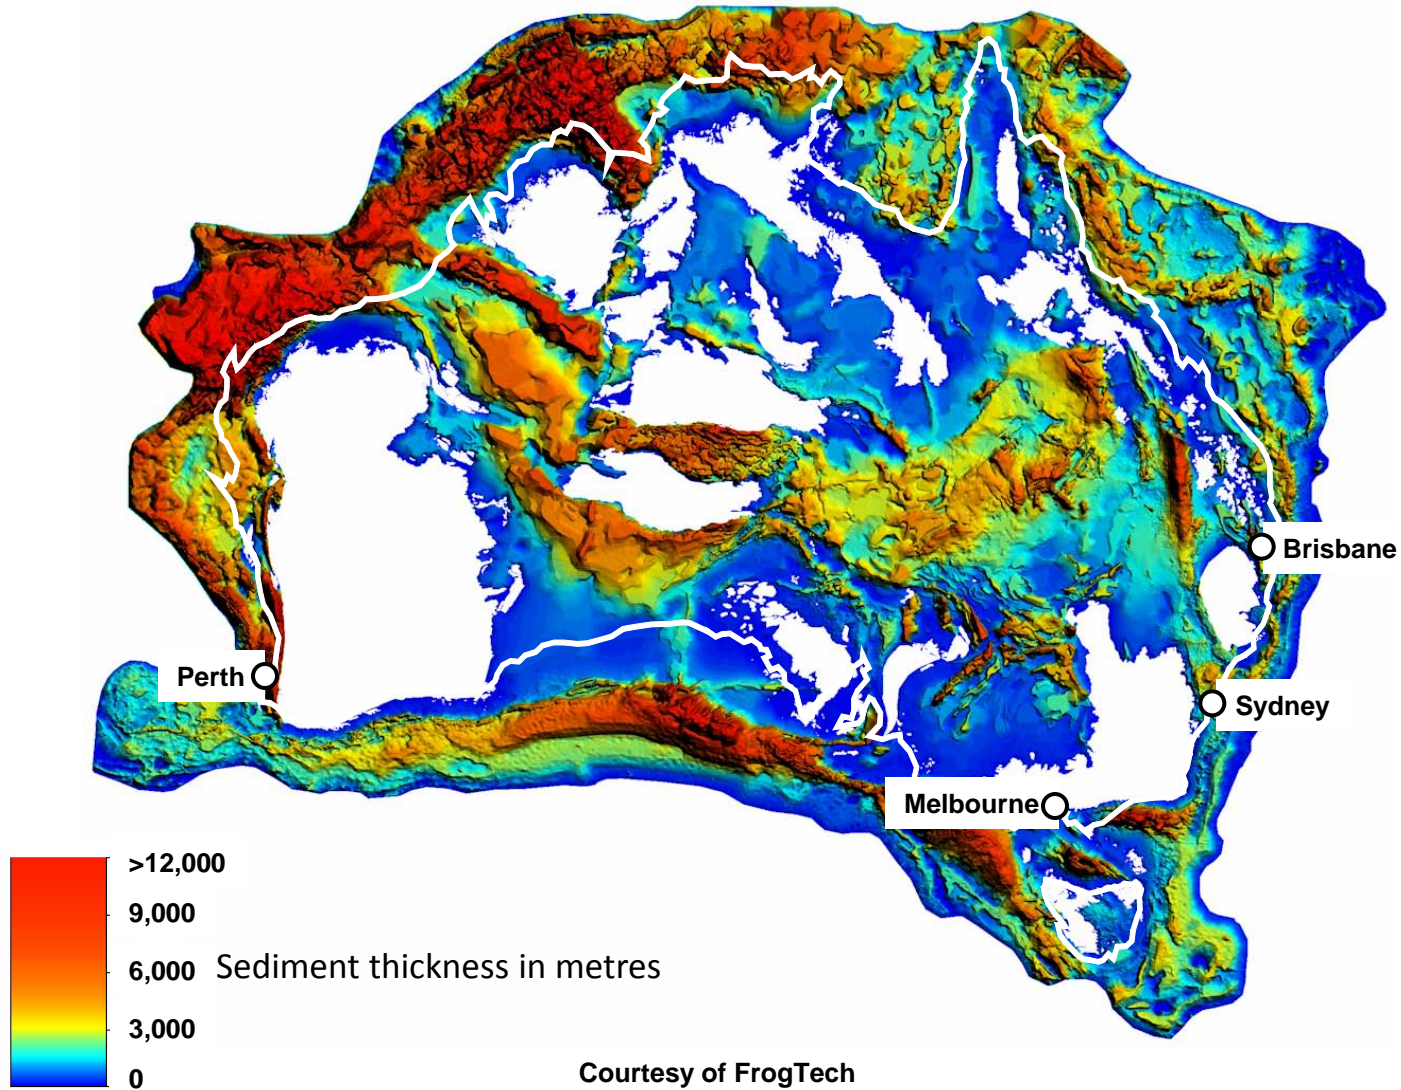 Brisbane
Perth
Sydney
Melbourne
>12,000
9,000
6,000
Sediment thickness in metres
3,000
0
Courtesy of FrogTech